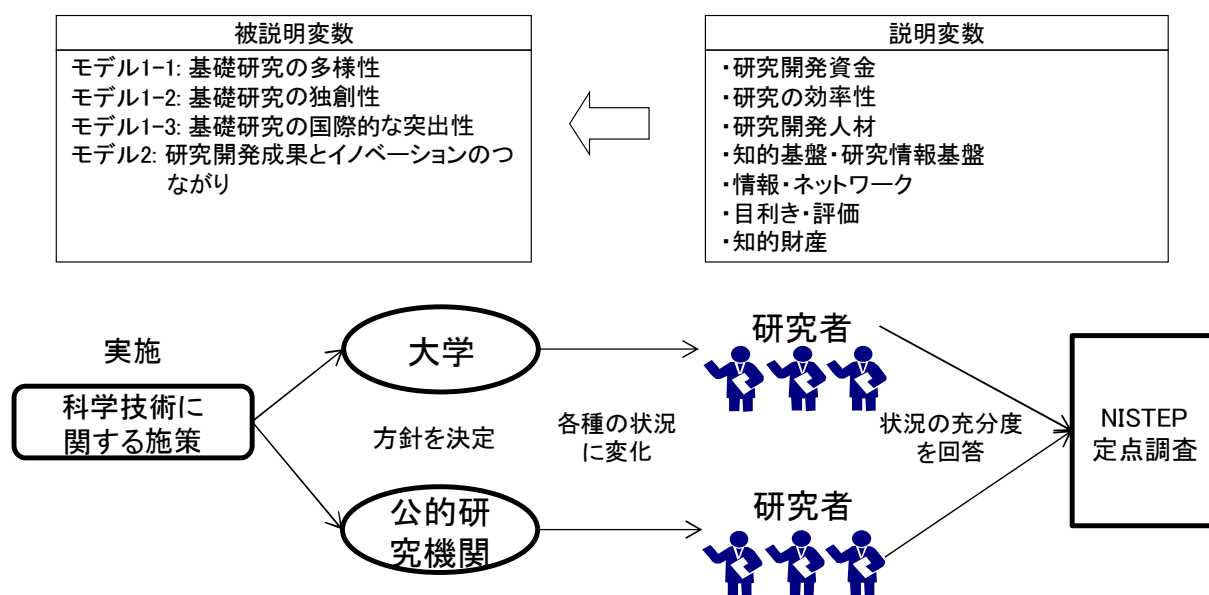 被説明変数
モデル1-1: 基礎研究の多様性
モデル1-2: 基礎研究の独創性
モデル1-3: 基礎研究の国際的な突出性
モデル2: 研究開発成果とイノベーションのつ
ながり
説明変数
・研究開発資金
・研究の効率性
・研究開発人材
・知的基盤・研究情報基盤
・情報・ネットワーク
・目利き・評価
・知的財産
実施
科学技術に
関する施策
大学
方針を決定
公的研
究機関
各種の状況
に変化
研究者
研究者
状況の充分度
を回答
NISTEP
定点調査